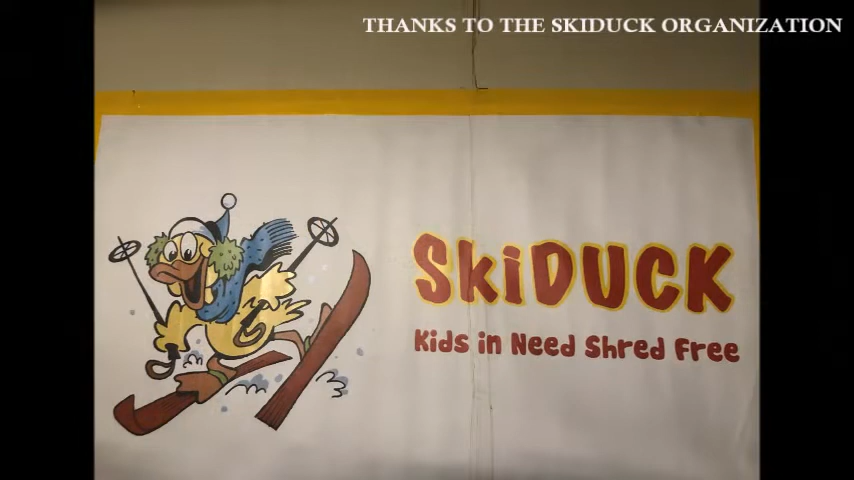 THANKS TO THE SKIDUCK ORGANIZATION
SkiDUCK
Kids in Need Shred Free